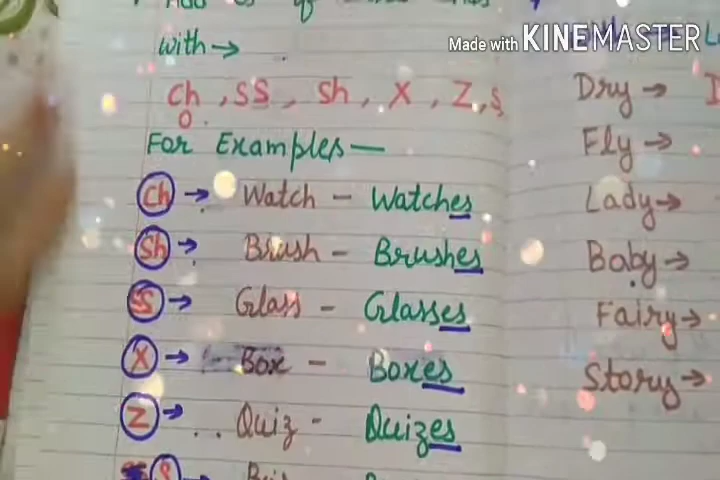 with →
Made with KINEMASTER
Ch, SS, Sh, X, Z, S
O
For Examples —
Ch → Watch - Watches
Sh → Brush - Brushes
SS → Glass - Glasses
X → Box - Boxes
Z → Quiz - Quizes
Dry →
Fly →
Lady →
Baby →
Fairy →
Story →